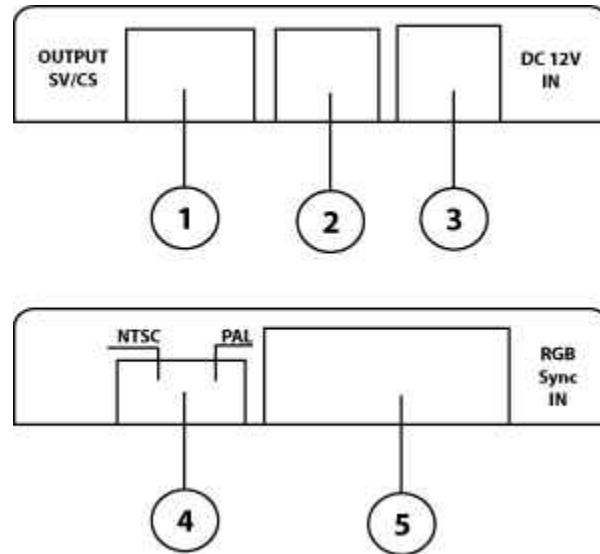 OUTPUT
SV/CS
DC 12V
IN
1
2
3
NTSC
PAL
RGB
Sync
IN
4
5